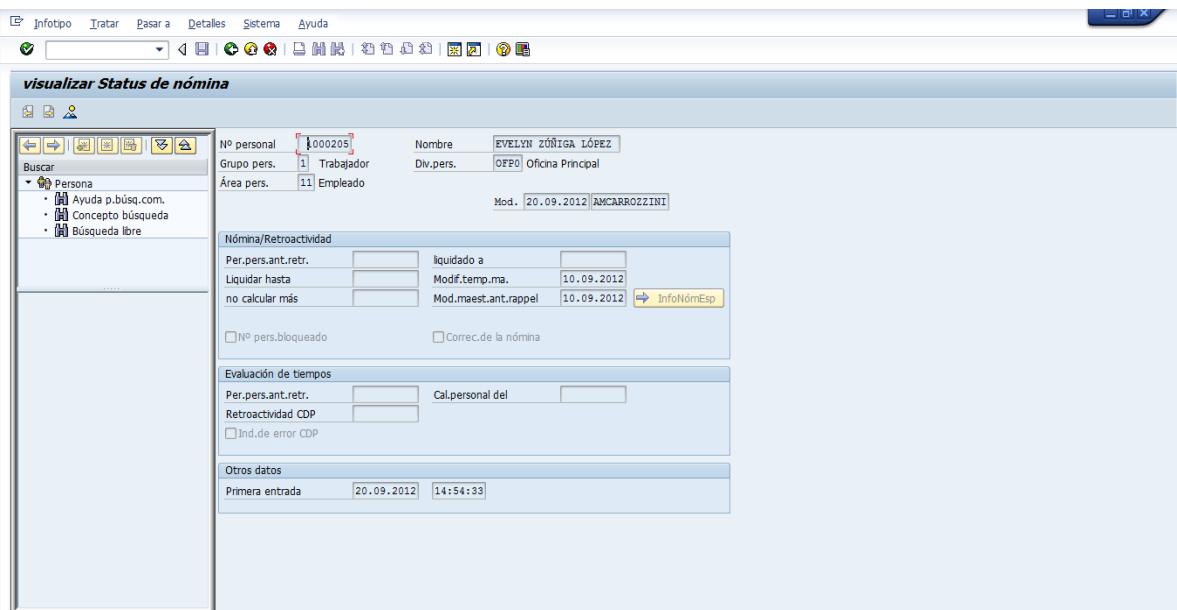 Infotipo Tratar Pasar a Detalles Sistema Ayuda
visualizar Status de nómina
Buscar
Persona
Ayuda p.búsq.com.
Concepto búsqueda
Búsqueda libre
Nº personal 1000205 Nombre EVELYN ZÚÑIGA LÓPEZ
Grupo pers. 1 Trabajador Div.pers. OFP0 Oficina Principal
Área pers. 11 Empleado
Mod. 20.09.2012 AMCARROZZINI
Nómina/Retroactividad
Per.pers.ant.retr. liquidado a
Liquidar hasta Modif.temp.ma. 10.09.2012
no calcular más Mod.maest.ant.rappel 10.09.2012 InfoNómEsp
Nº pers.bloqueado Correc.de la nómina
Evaluación de tiempos
Per.pers.ant.retr. Cal.personal del
Retroactividad CDP
Ind.de error CDP
Otros datos
Primera entrada 20.09.2012 14:54:33